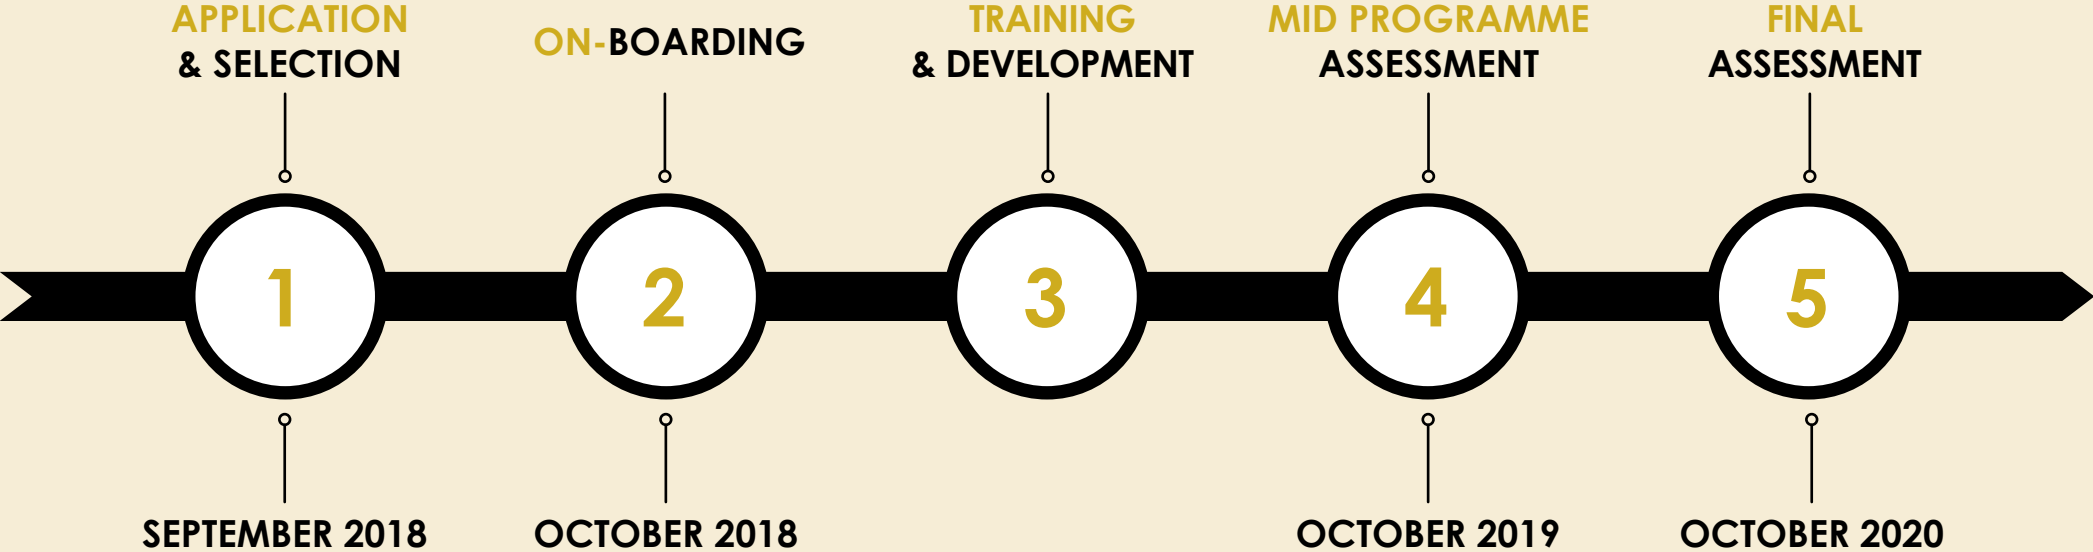 APPLICATION
& SELECTION
ON-BOARDING
TRAINING
& DEVELOPMENT
MID PROGRAMME
ASSESSMENT
FINAL
ASSESSMENT
1
2
3
4
5
SEPTEMBER 2018
OCTOBER 2018
OCTOBER 2019
OCTOBER 2020